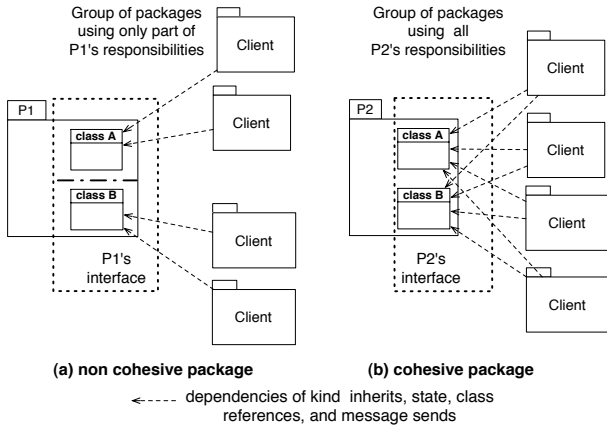 Group of packages
using only part of
P1's responsibilities
Client
Client
P1
class A
class B
Client
Client
P1's
interface
(a) non cohesive package
Group of packages
using all
P2's responsibilities
Client
Client
P2
class A
class B
Client
Client
P2's
interface
(b) cohesive package
dependencies of kind inherits, state, class
references, and message sends